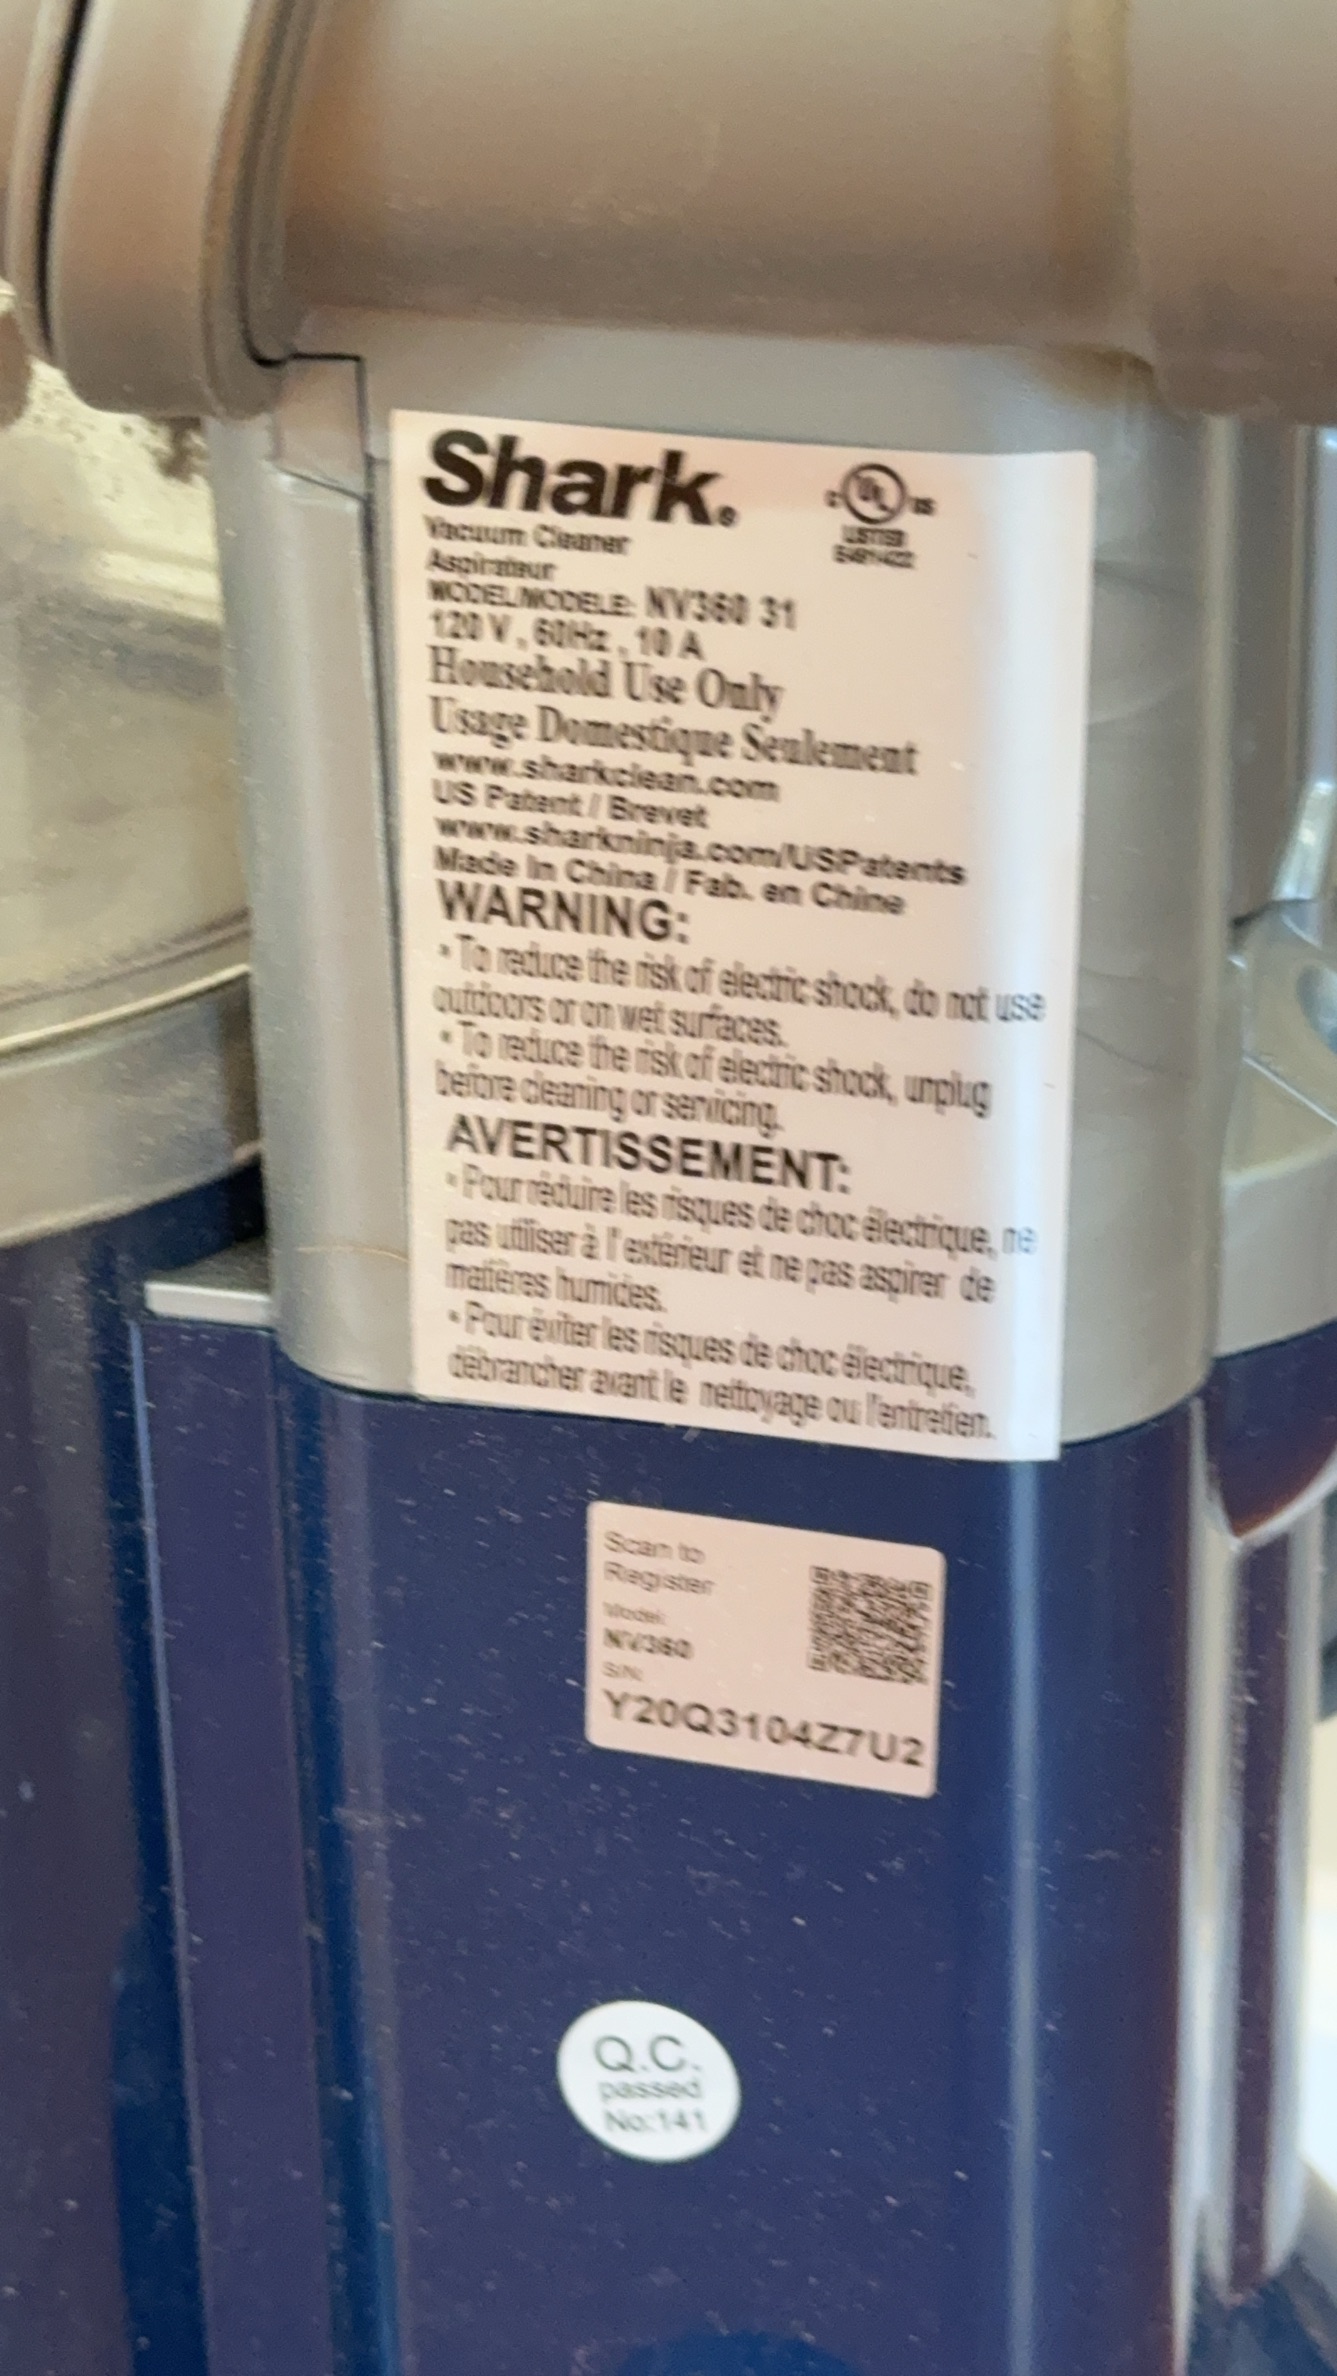 Shark®
Vacuum Cleaner
Aspirateur
MODEL/MODELE: NV360 31
120 V , 60Hz , 10 A
Household Use Only
Usage Domestique Seulement
www.sharkclean.com
US Patent / Brevet
www.sharkninja.com/USPatents
Made in China / Fab. en Chine
C UL US
LISTED
WARNING:
• To reduce the risk of electric shock, do not use
outdoors or on wet surfaces.
• To reduce the risk of electric shock, unplug
before cleaning or servicing.
AVERTISSEMENT:
• Pour réduire les risques de choc électrique, ne
pas utiliser à l'extérieur et ne pas aspirer de
matières humides.
• Pour éviter les risques de choc électrique,
débrancher avant le nettoyage ou l'entretien.
Scan to
Register
Model:
NV360
S/N:
Y20Q3104Z7U2
Q.C.
passed
No:141